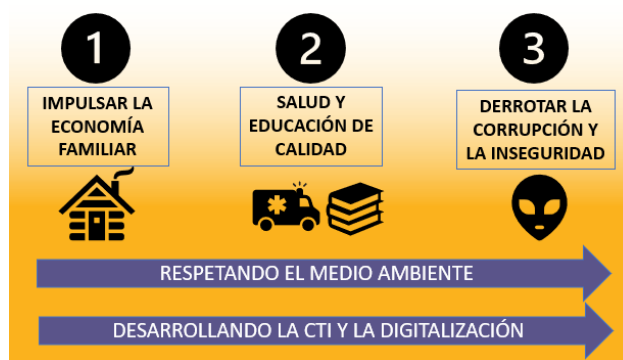 1
2
3
IMPULSAR LA
ECONOMÍA
FAMILIAR
SALUD Y
EDUCACIÓN DE
CALIDAD
DERROTAR LA
CORRUPCIÓN Y
LA INSEGURIDAD
RESPETANDO EL MEDIO AMBIENTE
DESARROLLANDO LA CTI Y LA DIGITALIZACIÓN